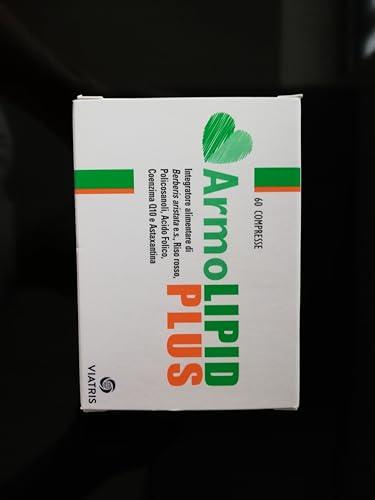 60 COMPRESSE
ArmoLIPID
PLUS
Integratore alimentare di
Berberis aristata e.s., Riso rosso,
Policosanoli, Acido Folico,
Coenzima Q10 e Astaxantina
VIATRIS